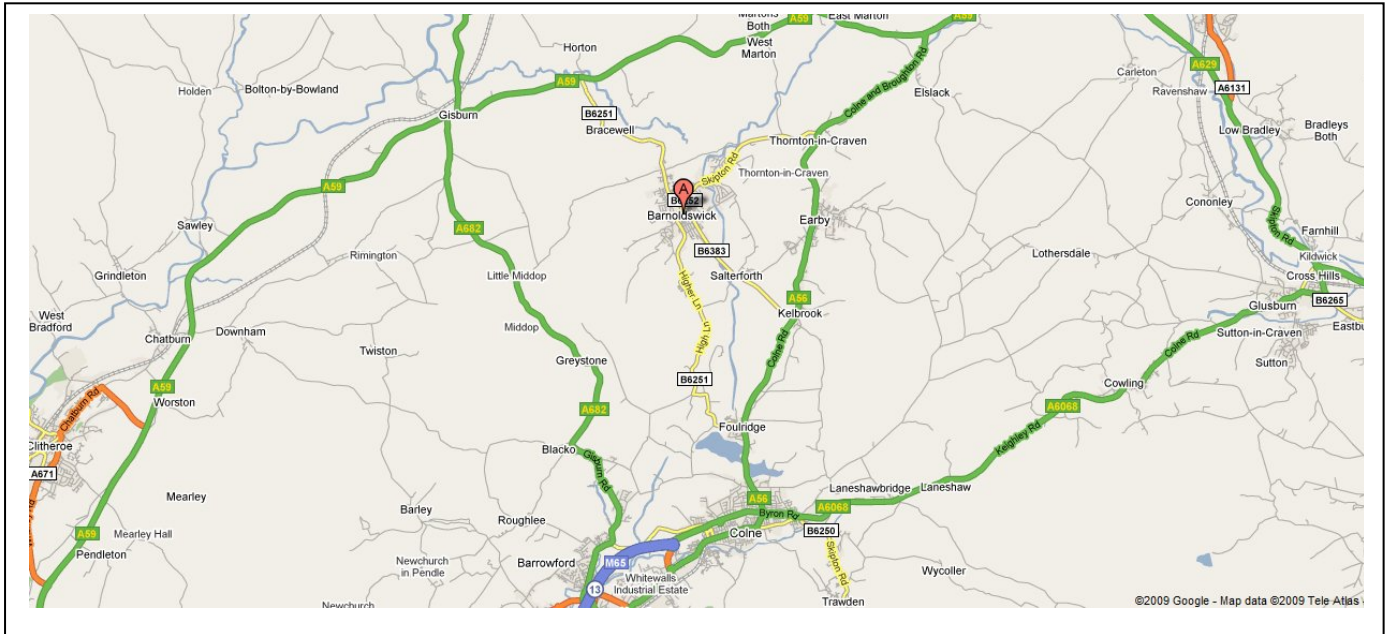 Martons
Both
A59
East Marton
A59
Horton
West
Marton
A629
Carleton
Ravenshaw
A6131
Holden
Bolton-by-Bowland
A59
Colne and Broughton Rd
Elslack
Gisburn
B6251
Bracewell
Low Bradley
Bradleys
Both
Thornton-in-Craven
Skipton Rd
Thornton-in-Craven
A59
A
Barnoldswick
Earby
Cononley
Skipton Rd
Sawley
A682
Farnhill
Rimington
B6383
Lothersdale
Kildwick
Grindleton
Little Middop
Higher Ln
Salterforth
Cross Hills
A56
B6265
West
Bradford
Kelbrook
Glusburn
Middop
High Ln
Chatburn
Downham
Colne Rd
Colne Rd
Sutton-in-Craven
Twiston
Greystone
Sutton
A59
B6251
Cowling
Chatburn Rd
Worston
A682
A6068
Foulridge
Keighley Rd
Clitheroe
Blacko
Gisburn Rd
A671
Mearley
Laneshawbridge
Laneshaw
A56
Barley
A6068
Roughlee
Byron Rd
A59
Mearley Hall
Colne
B6250
Pendleton
Newchurch
in Pendle
Barrowford
M65
Skipton Rd
Whitewalls
Industrial Estate
Wycoller
13
Newchurch
Trawden
©2009 Google - Map data ©2009 Tele Atlas